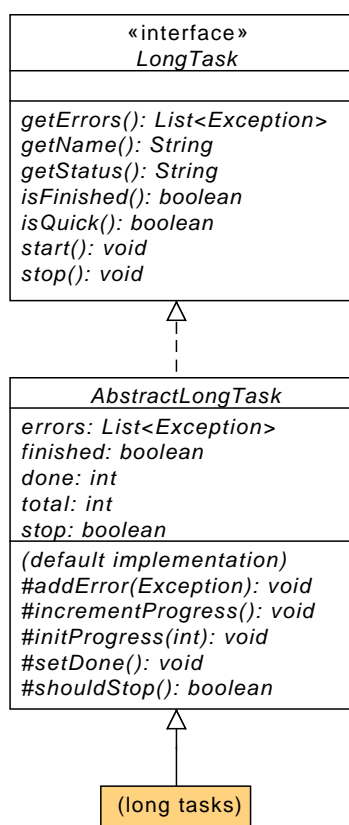 «interface»
LongTask
getErrors(): List<Exception>
getName(): String
getStatus(): String
isFinished(): boolean
isQuick(): boolean
start(): void
stop(): void
AbstractLongTask
errors: List<Exception>
finished: boolean
done: int
total: int
stop: boolean
(default implementation)
#addError(Exception): void
#incrementProgress(): void
#initProgress(int): void
#setDone(): void
#shouldStop(): boolean
(long tasks)